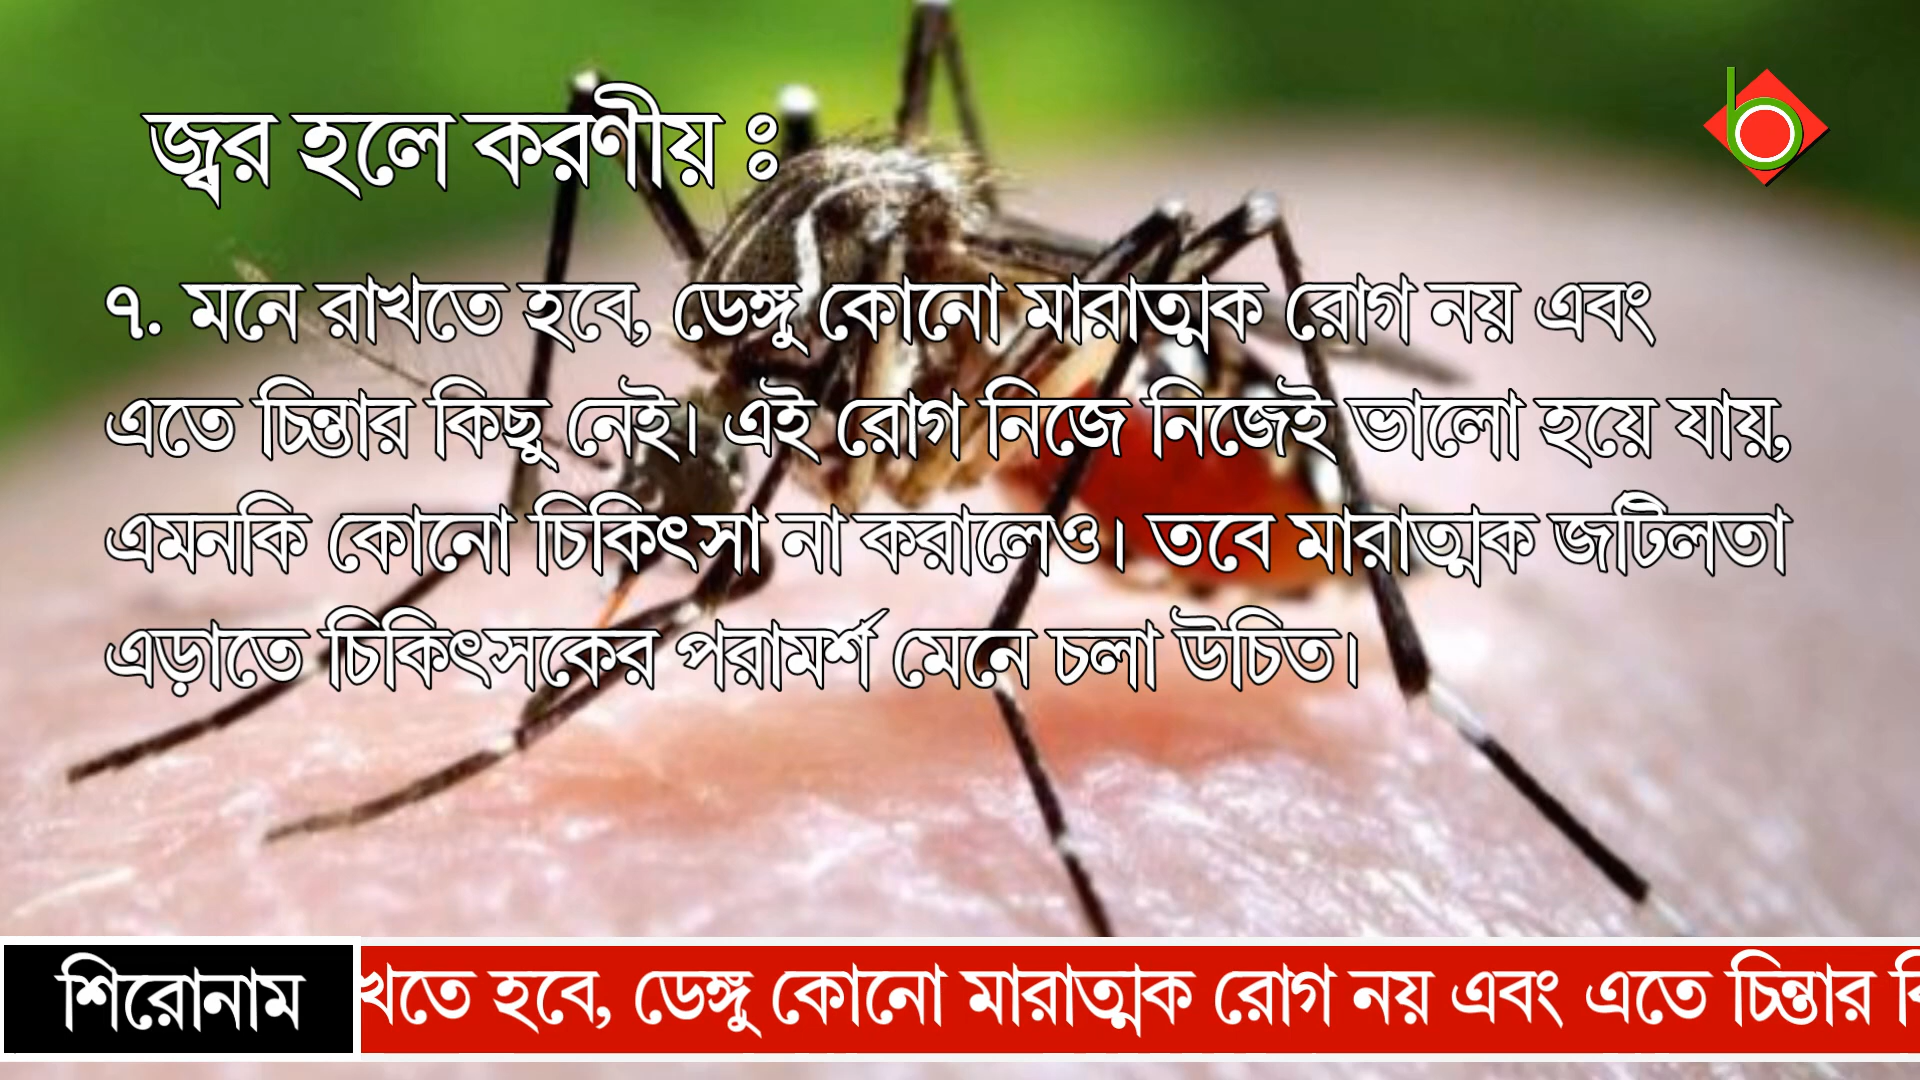 জ্বর হলে করণীয় ঃ
৭. মনে রাখতে হবে, ডেঙ্গু কোনো মারাত্মক রোগ নয় এবং
এতে চিন্তার কিছু নেই। এই রোগ নিজে নিজেই ভালো হয়ে যায়,
এমনকি কোনো চিকিৎসা না করালেও। তবে মারাত্মক জটিলতা
এড়াতে চিকিৎসকের পরামর্শ মেনে চলা উচিত।
শিরোনাম
খতে হবে, ডেঙ্গু কোনো মারাত্মক রোগ নয় এবং এতে চিন্তার